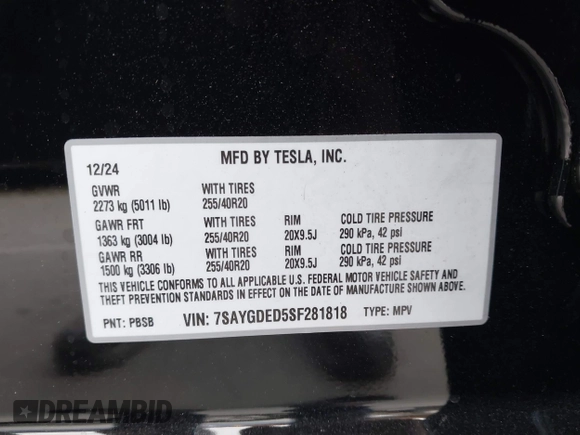 12/24 MFD BY TESLA, INC.
GVWR WITH TIRES
2273 kg (5011 lb) 255/40R20
GAWR FRT WITH TIRES RIM COLD TIRE PRESSURE
1363 kg (3004 lb) 255/40R20 20X9.5J 290 kPa, 42 psi
GAWR RR WITH TIRES RIM COLD TIRE PRESSURE
1500 kg (3306 lb) 255/40R20 20X9.5J 290 kPa, 42 psi
THIS VEHICLE CONFORMS TO ALL APPLICABLE U.S. FEDERAL MOTOR VEHICLE SAFETY AND
THEFT PREVENTION STANDARDS IN EFFECT ON THE DATE OF MANUFACTURE SHOWN ABOVE.
PNT: PBSB VIN: 7SAYGDED5SF281818 TYPE: MPV
DREAMBID